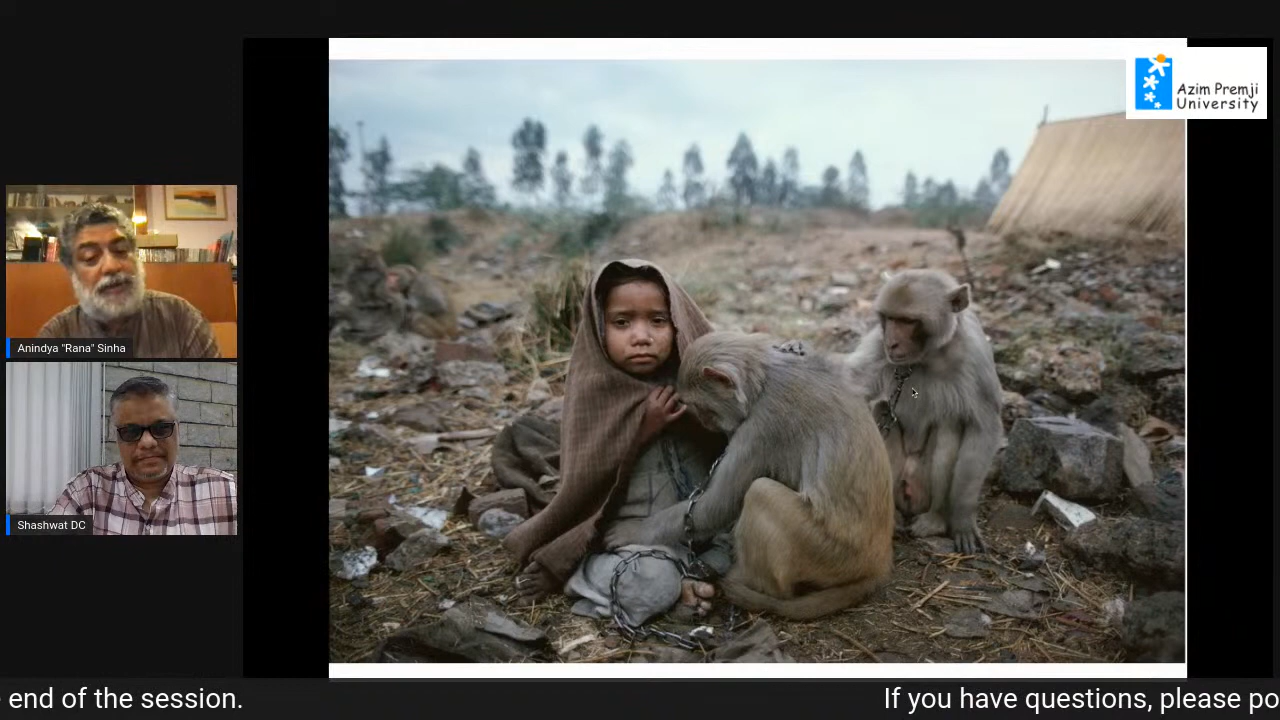 Azim Premji
University
Anindya "Rana" Sinha
Shashwat DC
end of the session.
If you have questions, please po